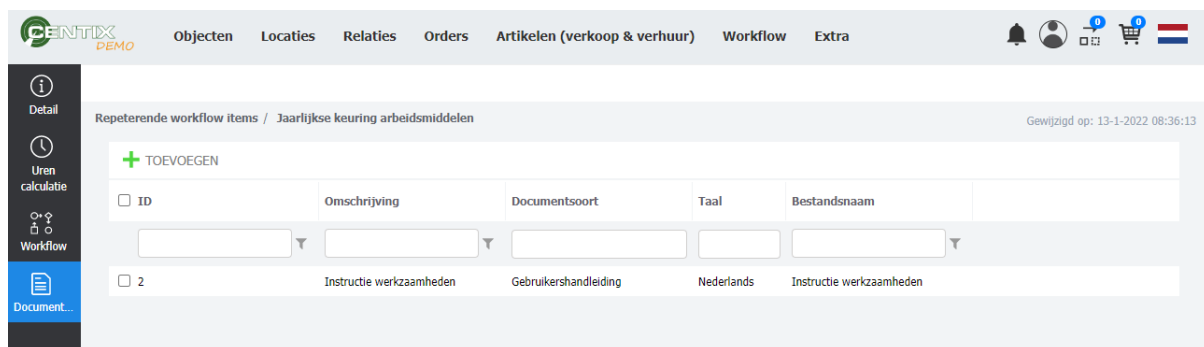 CENTIX DEMO Objecten Locaties Relaties Orders Artikelen (verkoop & verhuur) Workflow Extra 0 0
Detail
Repeterende workflow items / Jaarlijkse keuring arbeidsmiddelen Gewijzigd op: 13-1-2022 08:36:13
Uren
calculatie
TOEVOEGEN
ID Omschrijving Documentsoort Taal Bestandsnaam
Workflow
2 Instructie werkzaamheden Gebruikershandleiding Nederlands Instructie werkzaamheden
Document...